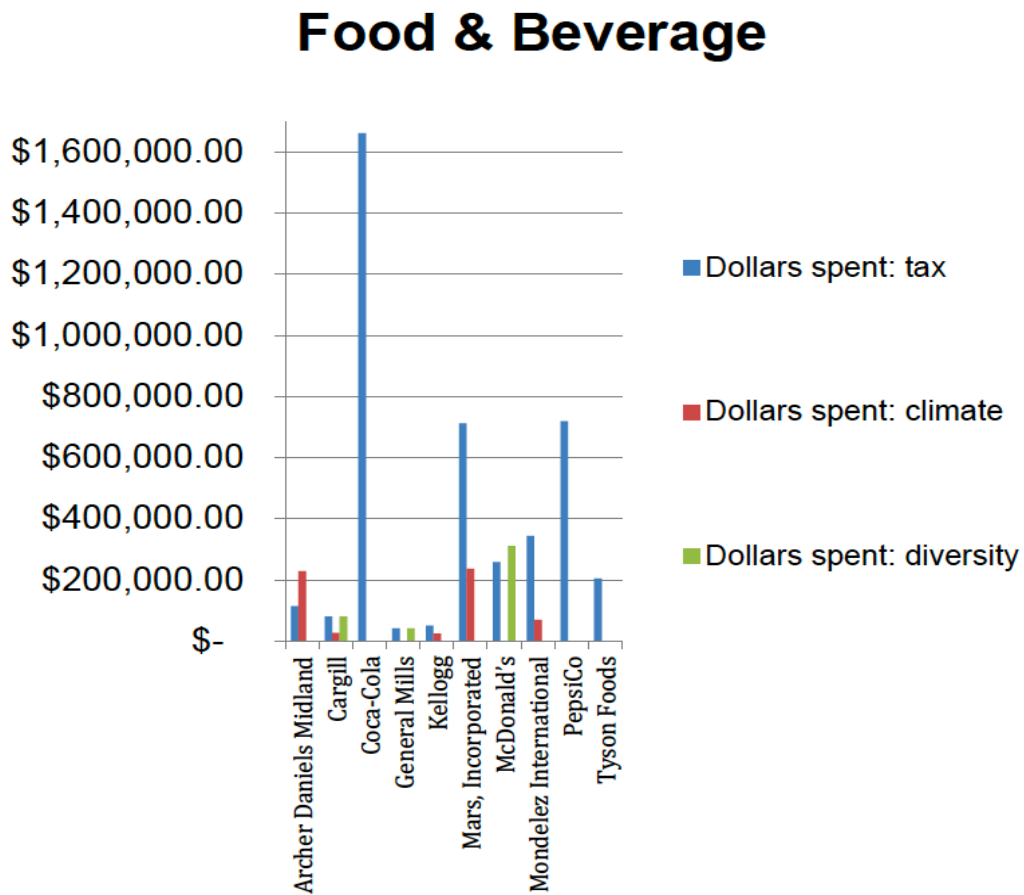 Food & Beverage
$1,600,000.00
$1,400,000.00
$1,200,000.00
$1,000,000.00
$800,000.00
$600,000.00
$400,000.00
$200,000.00
$-
Archer Daniels Midland
Cargill
Coca-Cola
General Mills
Kellogg
Mars, Incorporated
McDonald's
Mondelez International
PepsiCo
Tyson Foods
Dollars spent: tax
Dollars spent: climate
Dollars spent: diversity